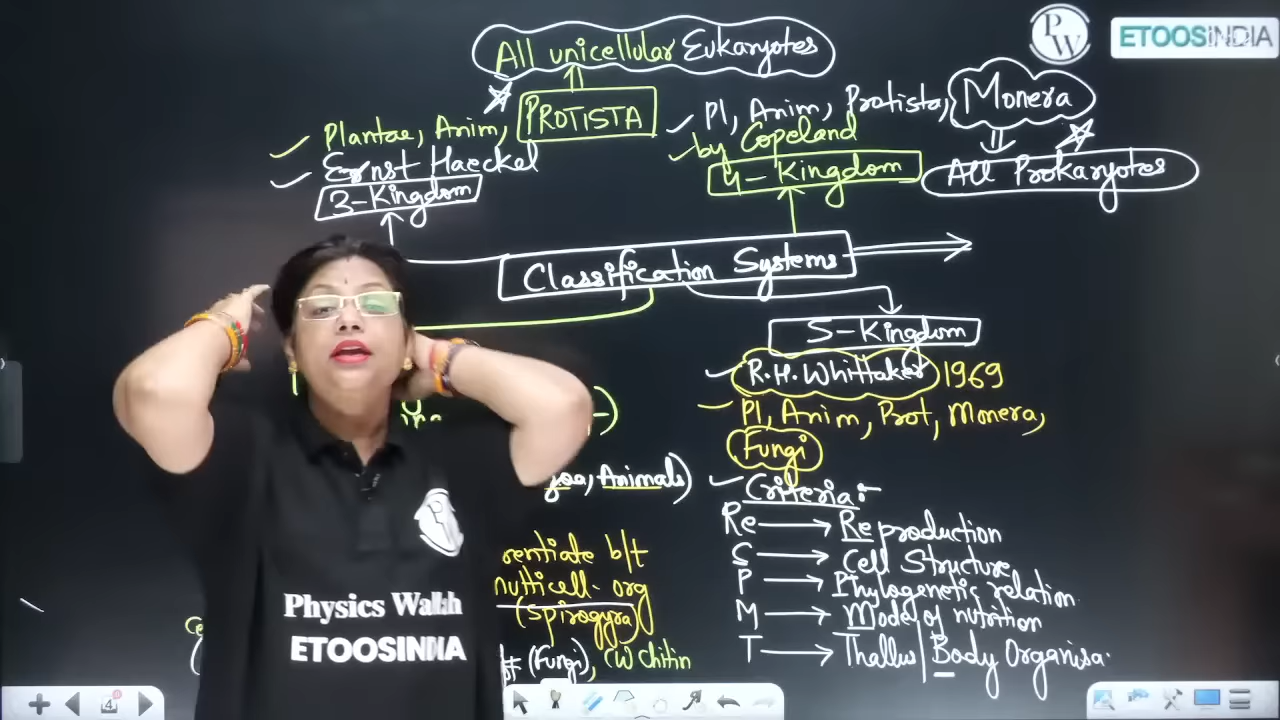 All unicellular Eukaryotes
PW
ETOOSINDIA
Plantae, Anim, PROTISTA
Ernst Haeckel
3-Kingdom
Pl, Anim, Protista, Monera
by Copeland
4-Kingdom
All Prokaryotes
Classification Systems
5-Kingdom
R.H. Whittaker 1969
Pl, Anim, Prot, Monera,
Fungi
Criteria:-
Re → Reproduction
S → Cell Structure
P → Phylogenetic relation
M → Mode of nutrition
T → Thallus/Body Organisa.
, Animals)
rentiate b/t
multicell. org
(Spirogyra)
(Fungi), CW chitin
PW
Physics Wallah
ETOOSINDIA
4